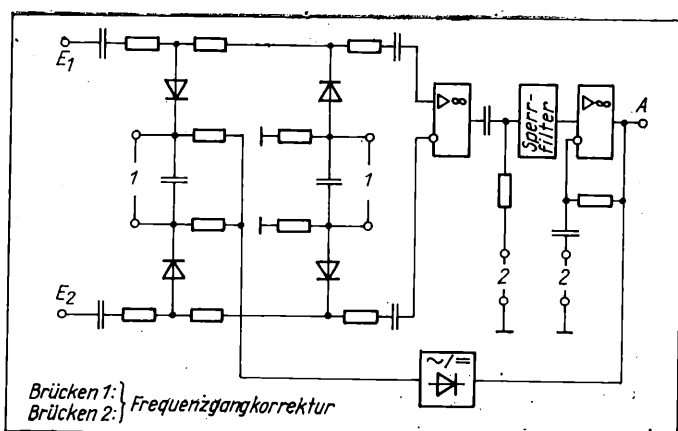 E1
E2
1
1
▷∞
Sperr-
filter
▷∞
A
2
2
~/=
Brücken 1:} Frequenzgangkorrektur
Brücken 2:}